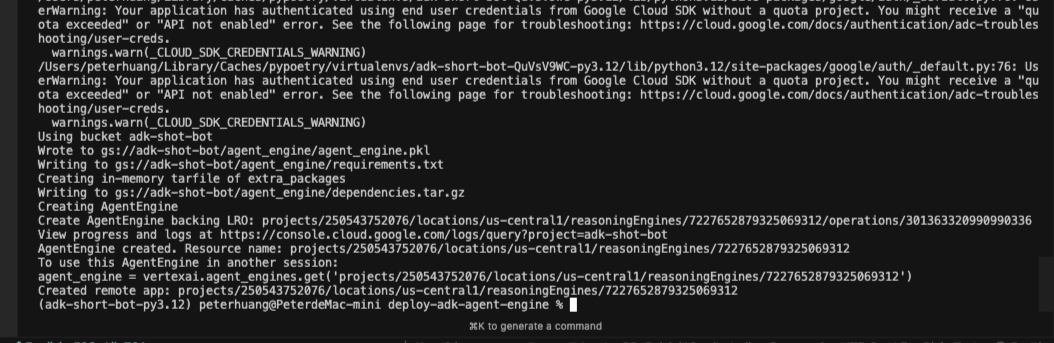 erWarning: Your application has authenticated using end user credentials from Google Cloud SDK without a quota project. You might receive a "qu
ota exceeded" or "API not enabled" error. See the following page for troubleshooting: https://cloud.google.com/docs/authentication/adc-troubles
hooting/user-creds.
warnings.warn(_CLOUD_SDK_CREDENTIALS_WARNING)
/Users/peterhuang/Library/Caches/pypoetry/virtualenvs/adk-short-bot-QuVsV9WC-py3.12/lib/python3.12/site-packages/google/auth/_default.py:76: Us
erWarning: Your application has authenticated using end user credentials from Google Cloud SDK without a quota project. You might receive a "qu
ota exceeded" or "API not enabled" error. See the following page for troubleshooting: https://cloud.google.com/docs/authentication/adc-troubles
hooting/user-creds.
warnings.warn(_CLOUD_SDK_CREDENTIALS_WARNING)
Using bucket adk-shot-bot
Wrote to gs://adk-shot-bot/agent_engine/agent_engine.pkl
Writing to gs://adk-shot-bot/agent_engine/requirements.txt
Creating in-memory tarfile of extra_packages
Writing to gs://adk-shot-bot/agent_engine/dependencies.tar.gz
Creating AgentEngine
Create AgentEngine backing LRO: projects/250543752076/locations/us-central1/reasoningEngines/7227652879325069312/operations/301363320990990336
View progress and logs at https://console.cloud.google.com/logs/query?project=adk-shot-bot
AgentEngine created. Resource name: projects/250543752076/locations/us-central1/reasoningEngines/7227652879325069312
To use this AgentEngine in another session:
agent_engine = vertexai.agent_engines.get('projects/250543752076/locations/us-central1/reasoningEngines/7227652879325069312')
Created remote app: projects/250543752076/locations/us-central1/reasoningEngines/7227652879325069312
(adk-short-bot-py3.12) peterhuang@PeterdeMac-mini deploy-adk-agent-engine %
⌘K to generate a command